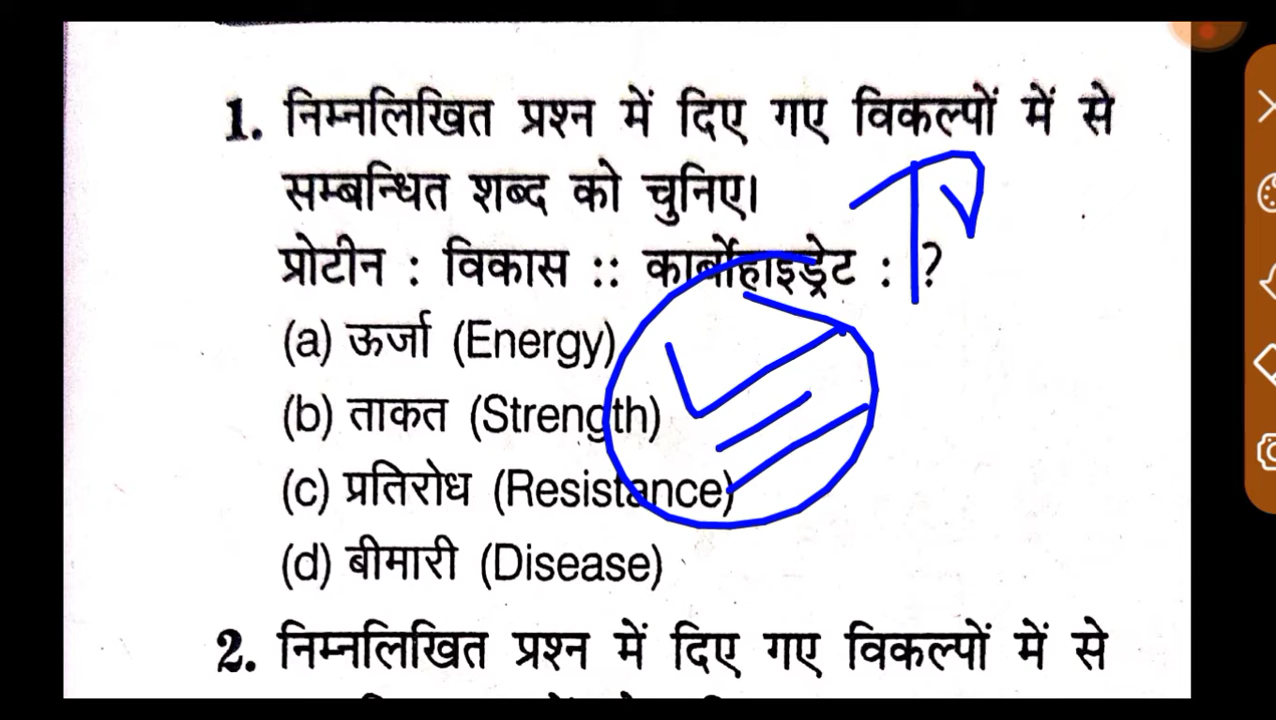 1. निम्नलिखित प्रश्न में दिए गए विकल्पों में से
सम्बन्धित शब्द को चुनिए।
प्रोटीन : विकास :: कार्बोहाइड्रेट : ?
(a) ऊर्जा (Energy)
(b) ताकत (Strength)
(c) प्रतिरोध (Resistance)
(d) बीमारी (Disease)
2. निम्नलिखित प्रश्न में दिए गए विकल्पों में से